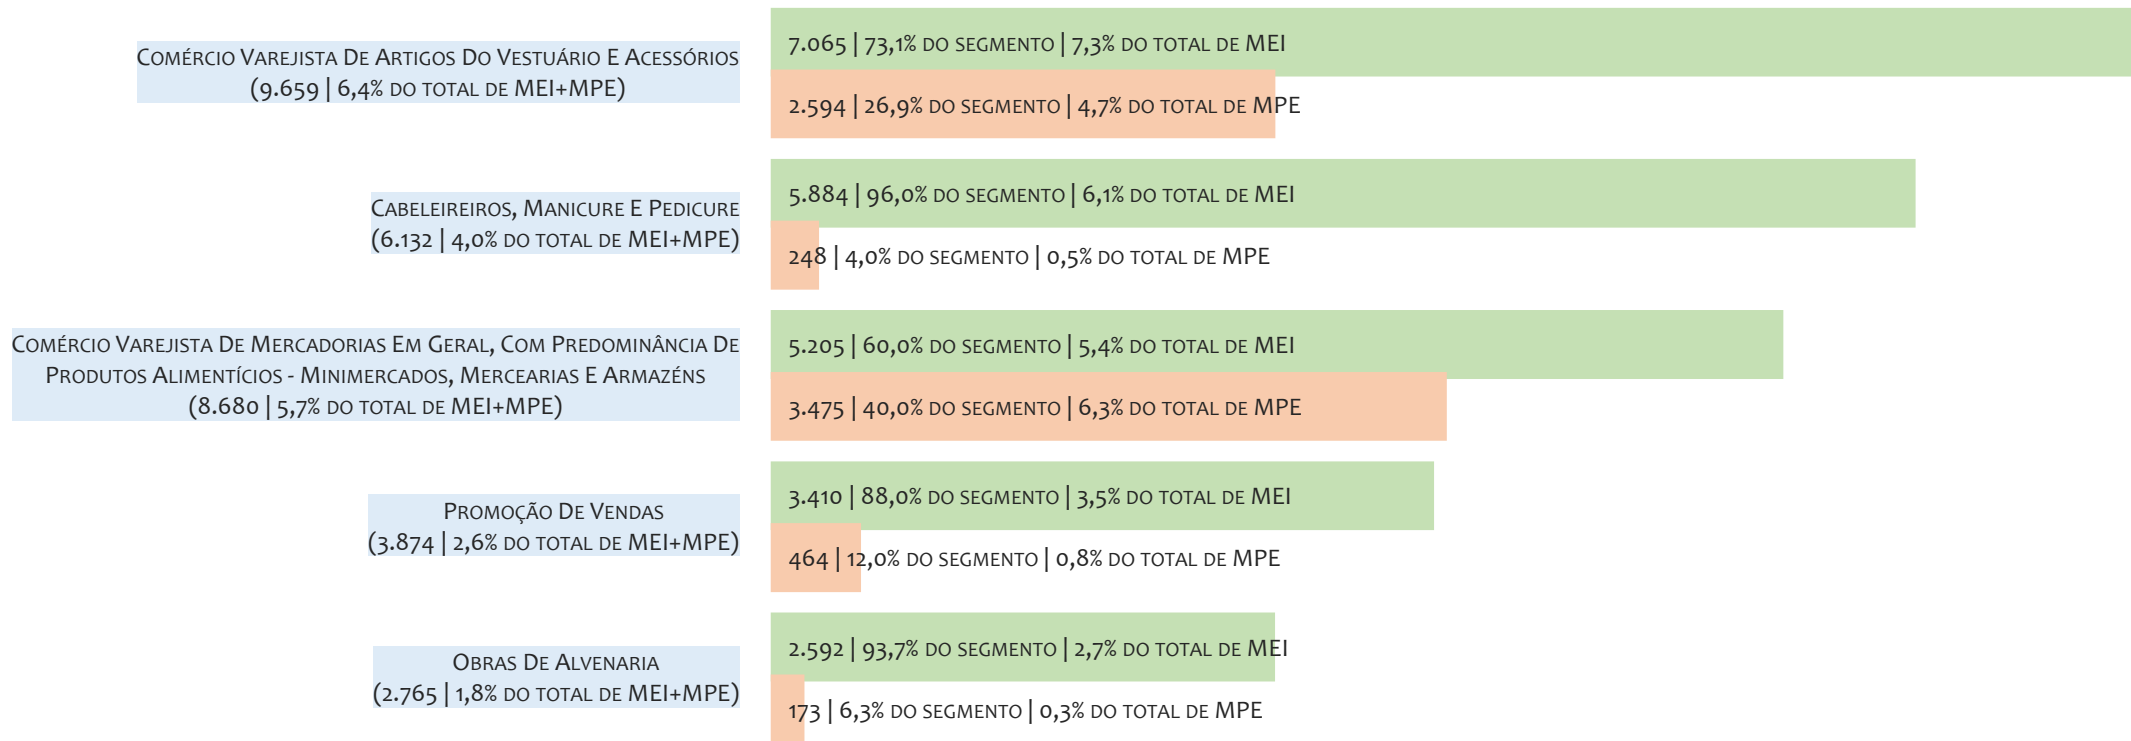 Comércio Varejista De Artigos Do Vestuário E Acessórios
(9.659 | 6,4% do total de MEI+MPE)
7.065 | 73,1% do segmento | 7,3% do total de MEI
2.594 | 26,9% do segmento | 4,7% do total de MPE
Cabeleireiros, Manicure E Pedicure
(6.132 | 4,0% do total de MEI+MPE)
5.884 | 96,0% do segmento | 6,1% do total de MEI
248 | 4,0% do segmento | 0,5% do total de MPE
Comércio Varejista De Mercadorias Em Geral, Com Predominância De
Produtos Alimentícios - Minimercados, Mercearias E Armazéns
(8.680 | 5,7% do total de MEI+MPE)
5.205 | 60,0% do segmento | 5,4% do total de MEI
3.475 | 40,0% do segmento | 6,3% do total de MPE
Promoção De Vendas
(3.874 | 2,6% do total de MEI+MPE)
3.410 | 88,0% do segmento | 3,5% do total de MEI
464 | 12,0% do segmento | 0,8% do total de MPE
Obras De Alvenaria
(2.765 | 1,8% do total de MEI+MPE)
2.592 | 93,7% do segmento | 2,7% do total de MEI
173 | 6,3% do segmento | 0,3% do total de MPE